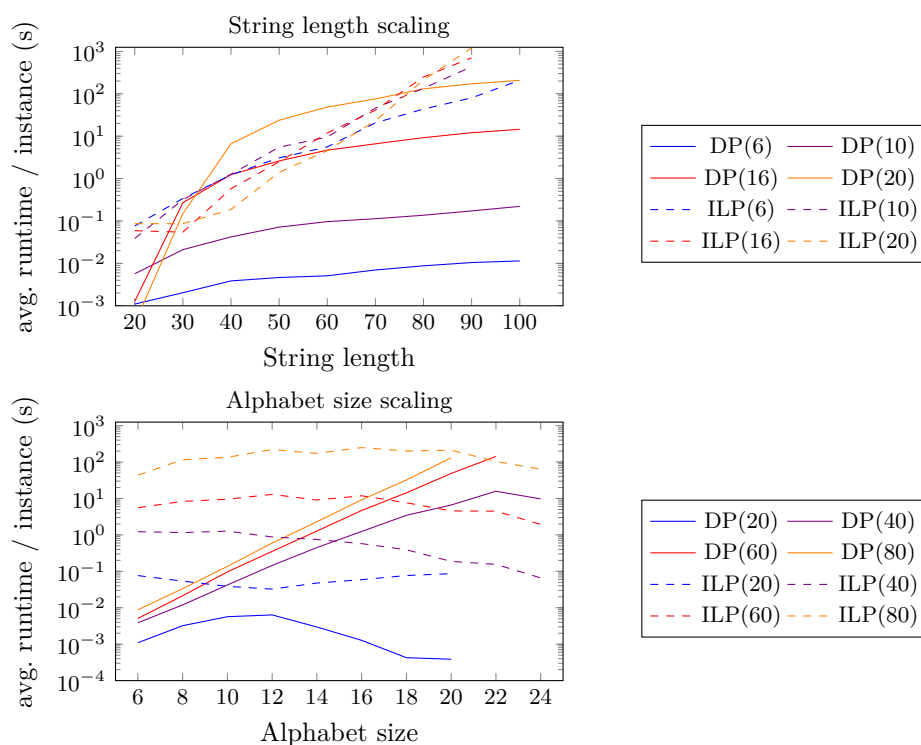 String length scaling
avg. runtime / instance (s)
10^3
10^2
10^1
10^0
10^−1
10^−2
10^−3
20 30 40 50 60 70 80 90 100
String length
DP(6) DP(10)
DP(16) DP(20)
ILP(6) ILP(10)
ILP(16) ILP(20)
Alphabet size scaling
avg. runtime / instance (s)
10^3
10^2
10^1
10^0
10^−1
10^−2
10^−3
10^−4
6 8 10 12 14 16 18 20 22 24
Alphabet size
DP(20) DP(40)
DP(60) DP(80)
ILP(20) ILP(40)
ILP(60) ILP(80)